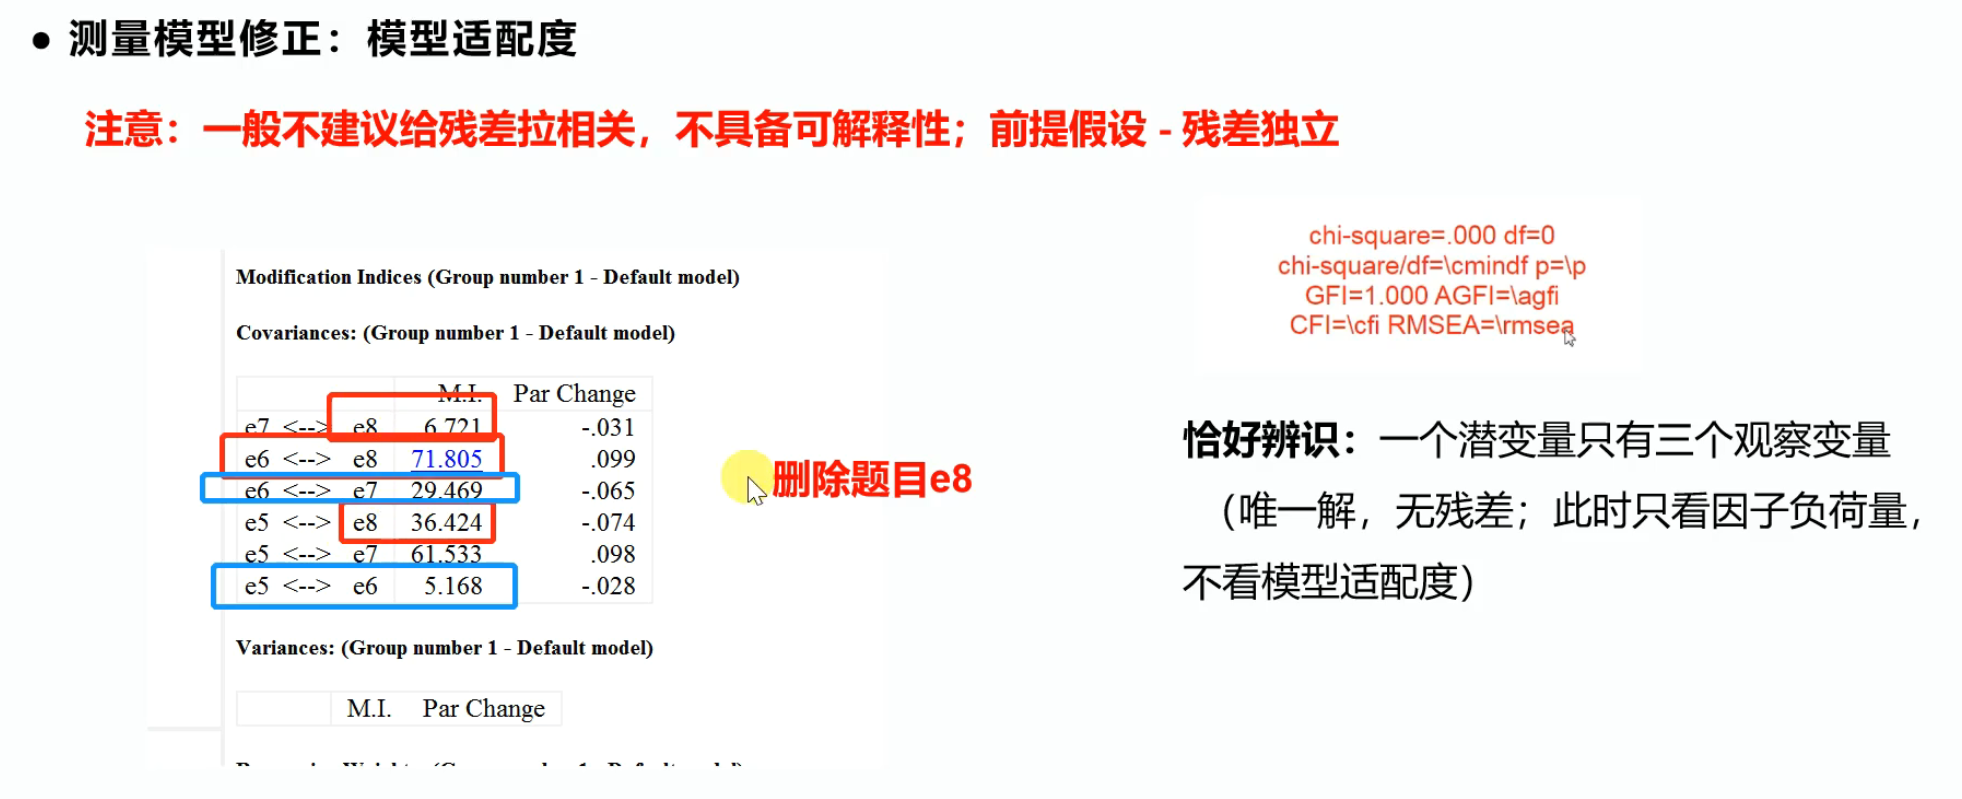 • 测量模型修正：模型适配度
注意：一般不建议给残差拉相关，不具备可解释性；前提假设 - 残差独立
Modification Indices (Group number 1 - Default model)
Covariances: (Group number 1 - Default model)
M.I. Par Change
e7 <--> e8 6.721 -.031
e6 <--> e8 71.805 .099
e6 <--> e7 29.469 -.065
e5 <--> e8 36.424 -.074
e5 <--> e7 61.533 .098
e5 <--> e6 5.168 -.028
Variances: (Group number 1 - Default model)
M.I. Par Change
删除题目e8
chi-square=.000 df=0
chi-square/df=\cmindf p=\p
GFI=1.000 AGFI=\agfi
CFI=\cfi RMSEA=\rmsea
恰好辨识：一个潜变量只有三个观察变量
（唯一解，无残差；此时只看因子负荷量，
不看模型适配度）